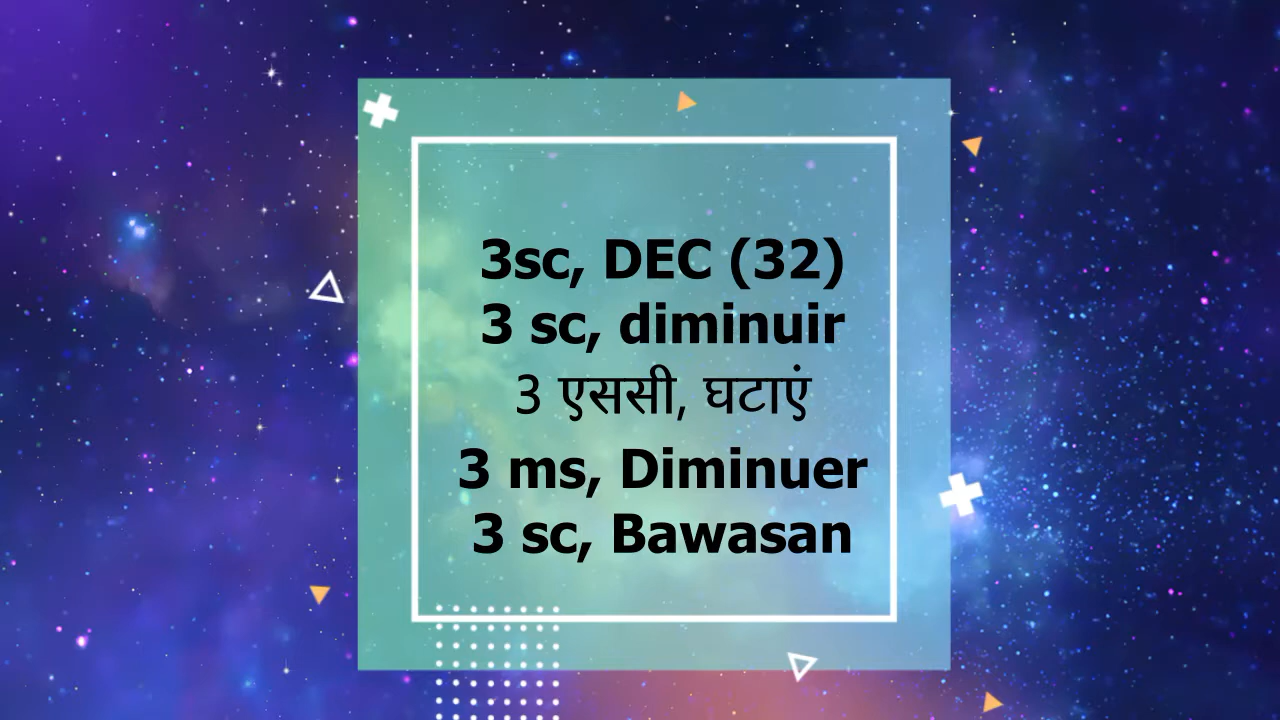 3sc, DEC (32)
3 sc, diminuir
3 एससी, घटाएं
3 ms, Diminuer
3 sc, Bawasan